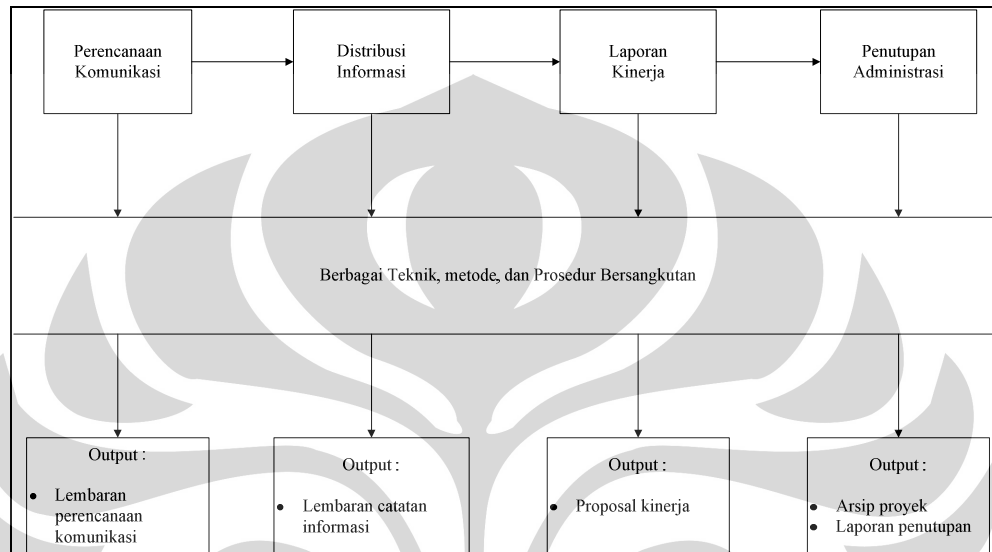 Perencanaan
Komunikasi
Distribusi
Informasi
Laporan
Kinerja
Penutupan
Administrasi
Berbagai Teknik, metode, dan Prosedur Bersangkutan
Output :
• Lembaran
perencanaan
komunikasi
Output :
• Lembaran catatan
informasi
Output :
• Proposal kinerja
Output :
• Arsip proyek
• Laporan penutupan